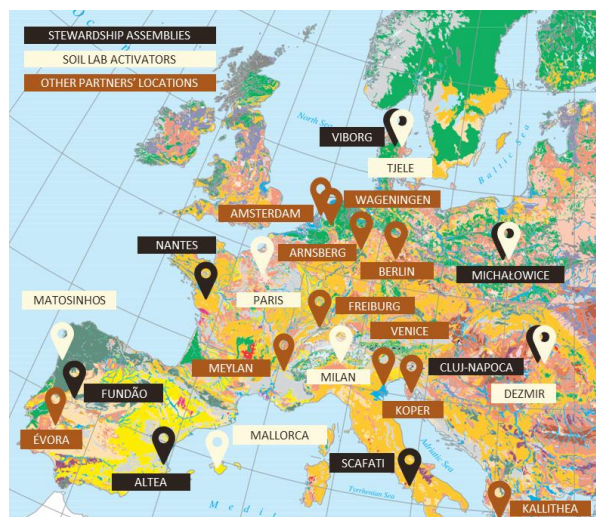 Ocean
STEWARDSHIP ASSEMBLIES
SOIL LAB ACTIVATORS
OTHER PARTNERS' LOCATIONS
North Sea
VIBORG
TJELE
Baltic Sea
WAGENINGEN
AMSTERDAM
NANTES
ARNSBERG
BERLIN
MICHAŁOWICE
PARIS
MATOSINHOS
FREIBURG
VENICE
MEYLAN
MILAN
CLUJ-NAPOCA
FUNDÃO
DEZMIR
KOPER
ÉVORA
MALLORCA
Adriatic Sea
SCAFATI
ALTEA
Tyrrhenian Sea
KALLITHEA
Medi